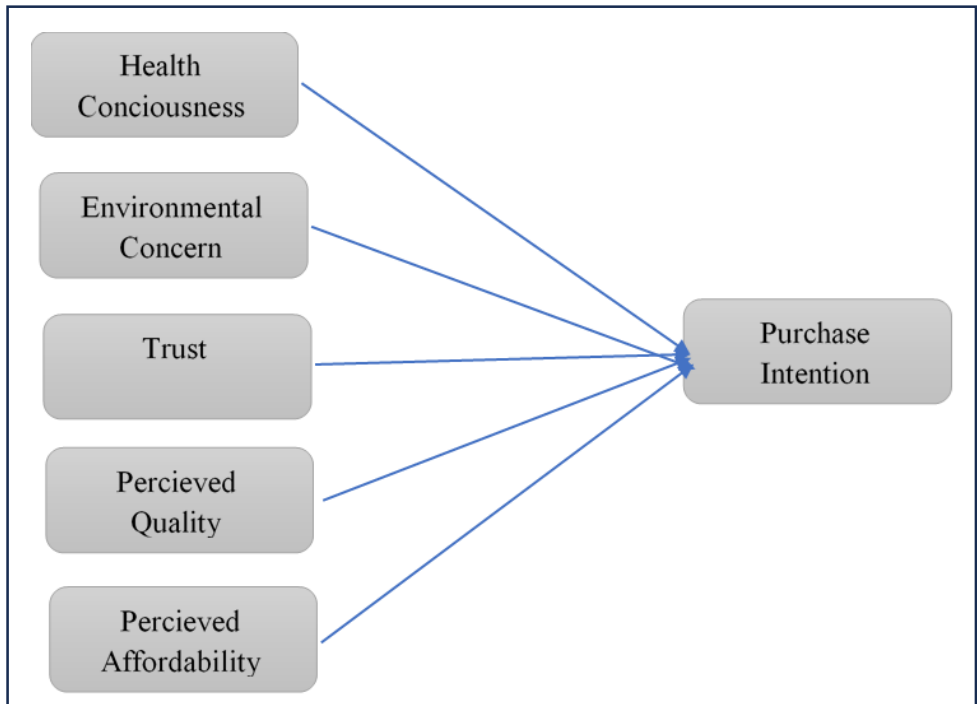 Health
Conciousness
Environmental
Concern
Trust
Percieved
Quality
Percieved
Affordability
Purchase
Intention